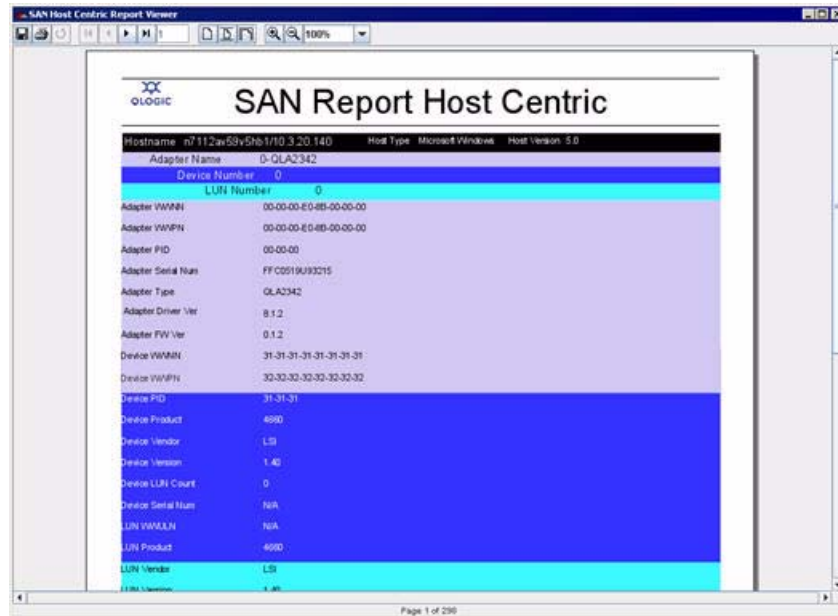 SAN Host Centric Report Viewer
1 100%
QLOGIC
SAN Report Host Centric
Hostname n7112av59v5hb1/10.3.20.140 Host Type Microsoft Windows Host Version 5.0
Adapter Name 0-QLA2342
Device Number 0
LUN Number 0
Adapter WWNN 00-00-00-E0-8B-00-00-00
Adapter WWPN 00-00-00-E0-8B-00-00-00
Adapter PID 00-00-00
Adapter Serial Num FFC0519U93215
Adapter Type QLA2342
Adapter Driver Ver 8.1.2
Adapter FW Ver 0.1.2
Device WWNN 31-31-31-31-31-31-31-31
Device WWPN 32-32-32-32-32-32-32-32
Device PID 31-31-31
Device Product 4660
Device Vendor LSI
Device Version 1.40
Device LUN Count 0
Device Serial Num N/A
LUN WWULN N/A
LUN Product 4660
LUN Vendor LSI
LUN Version 1.40
Page 1 of 290